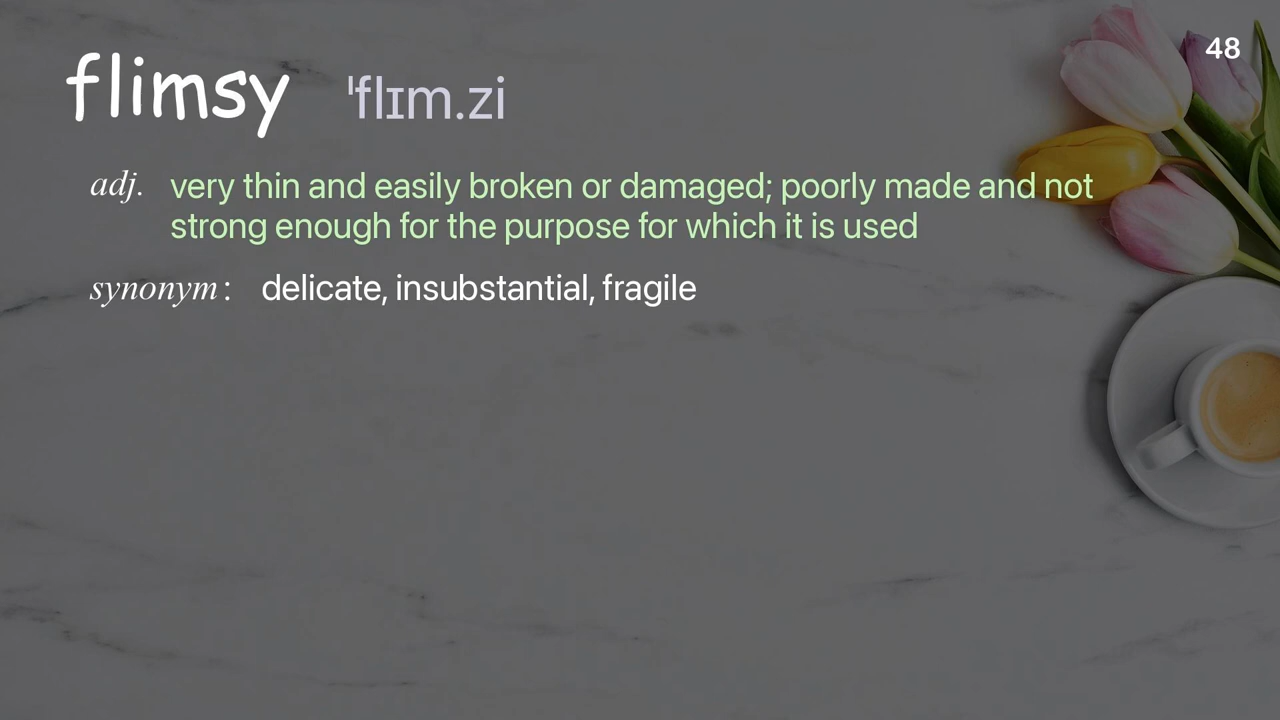 48
flimsy ˈflɪm.zi
adj. very thin and easily broken or damaged; poorly made and not
strong enough for the purpose for which it is used
synonym: delicate, insubstantial, fragile